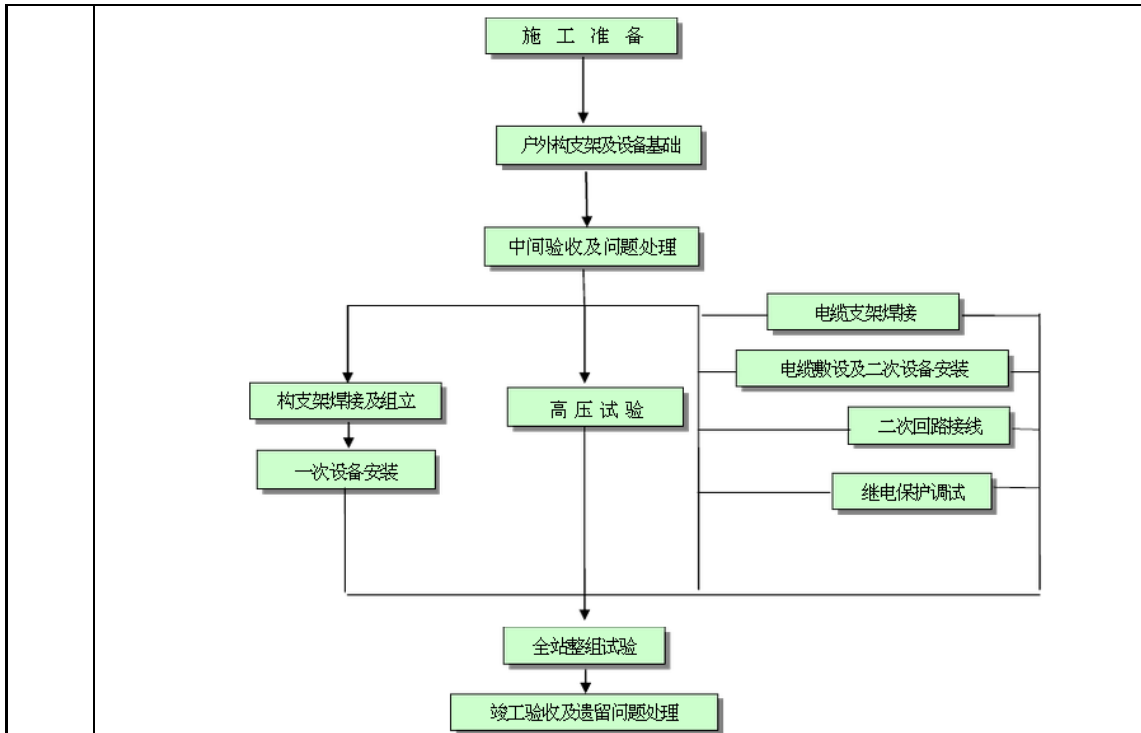 施 工 准 备
户外构支架及设备基础
中间验收及问题处理
电缆支架焊接
电缆敷设及二次设备安装
构支架焊接及组立
高 压 试 验
二次回路接线
一次设备安装
继电保护调试
全站整组试验
竣工验收及遗留问题处理